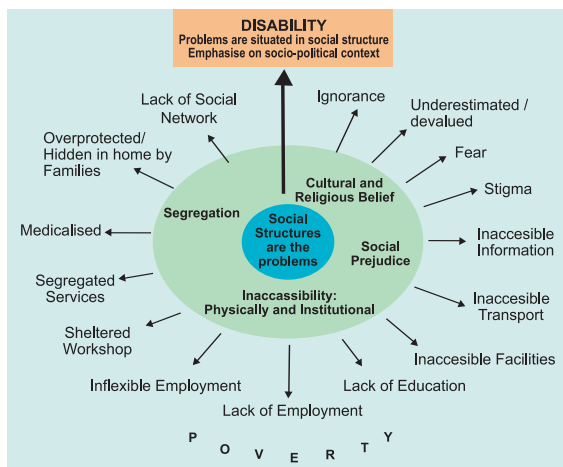 DISABILITY
Problems are situated in social structure
Emphasise on socio-political context
Lack of Social
Network
Ignorance
Underestimated /
devalued
Overprotected/
Hidden in home by
Families
Fear
Stigma
Cultural and
Religious Belief
Segregation
Social
Structures
are the
problems
Social
Prejudice
Medicalised
Inaccesible
Information
Inaccassibility:
Physically and Institutional
Segregated
Services
Inaccesible
Transport
Sheltered
Workshop
Inaccesible Facilities
Inflexible Employment
Lack of Education
Lack of Employment
P O V E R T Y